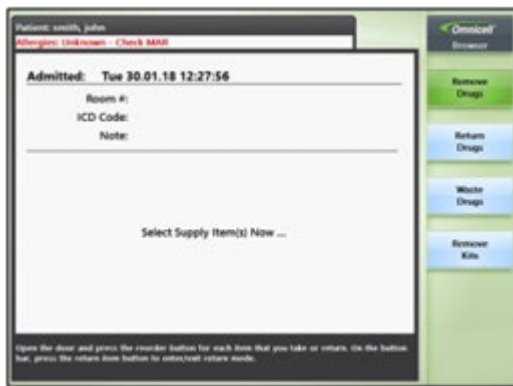 Patient: smith, john
Allergies: Unknown - Check MAR
Admitted: Tue 30.01.18 12:27:56
Room #:
ICD Code:
Note:
Select Supply Item(s) Now ...
Open the door and press the reorder button for each item that you take or return. On the button
bar, press the return item button to enter/exit return mode.
Omnicell
Browser
Remove
Drugs
Return
Drugs
Waste
Drugs
Remove
Kits